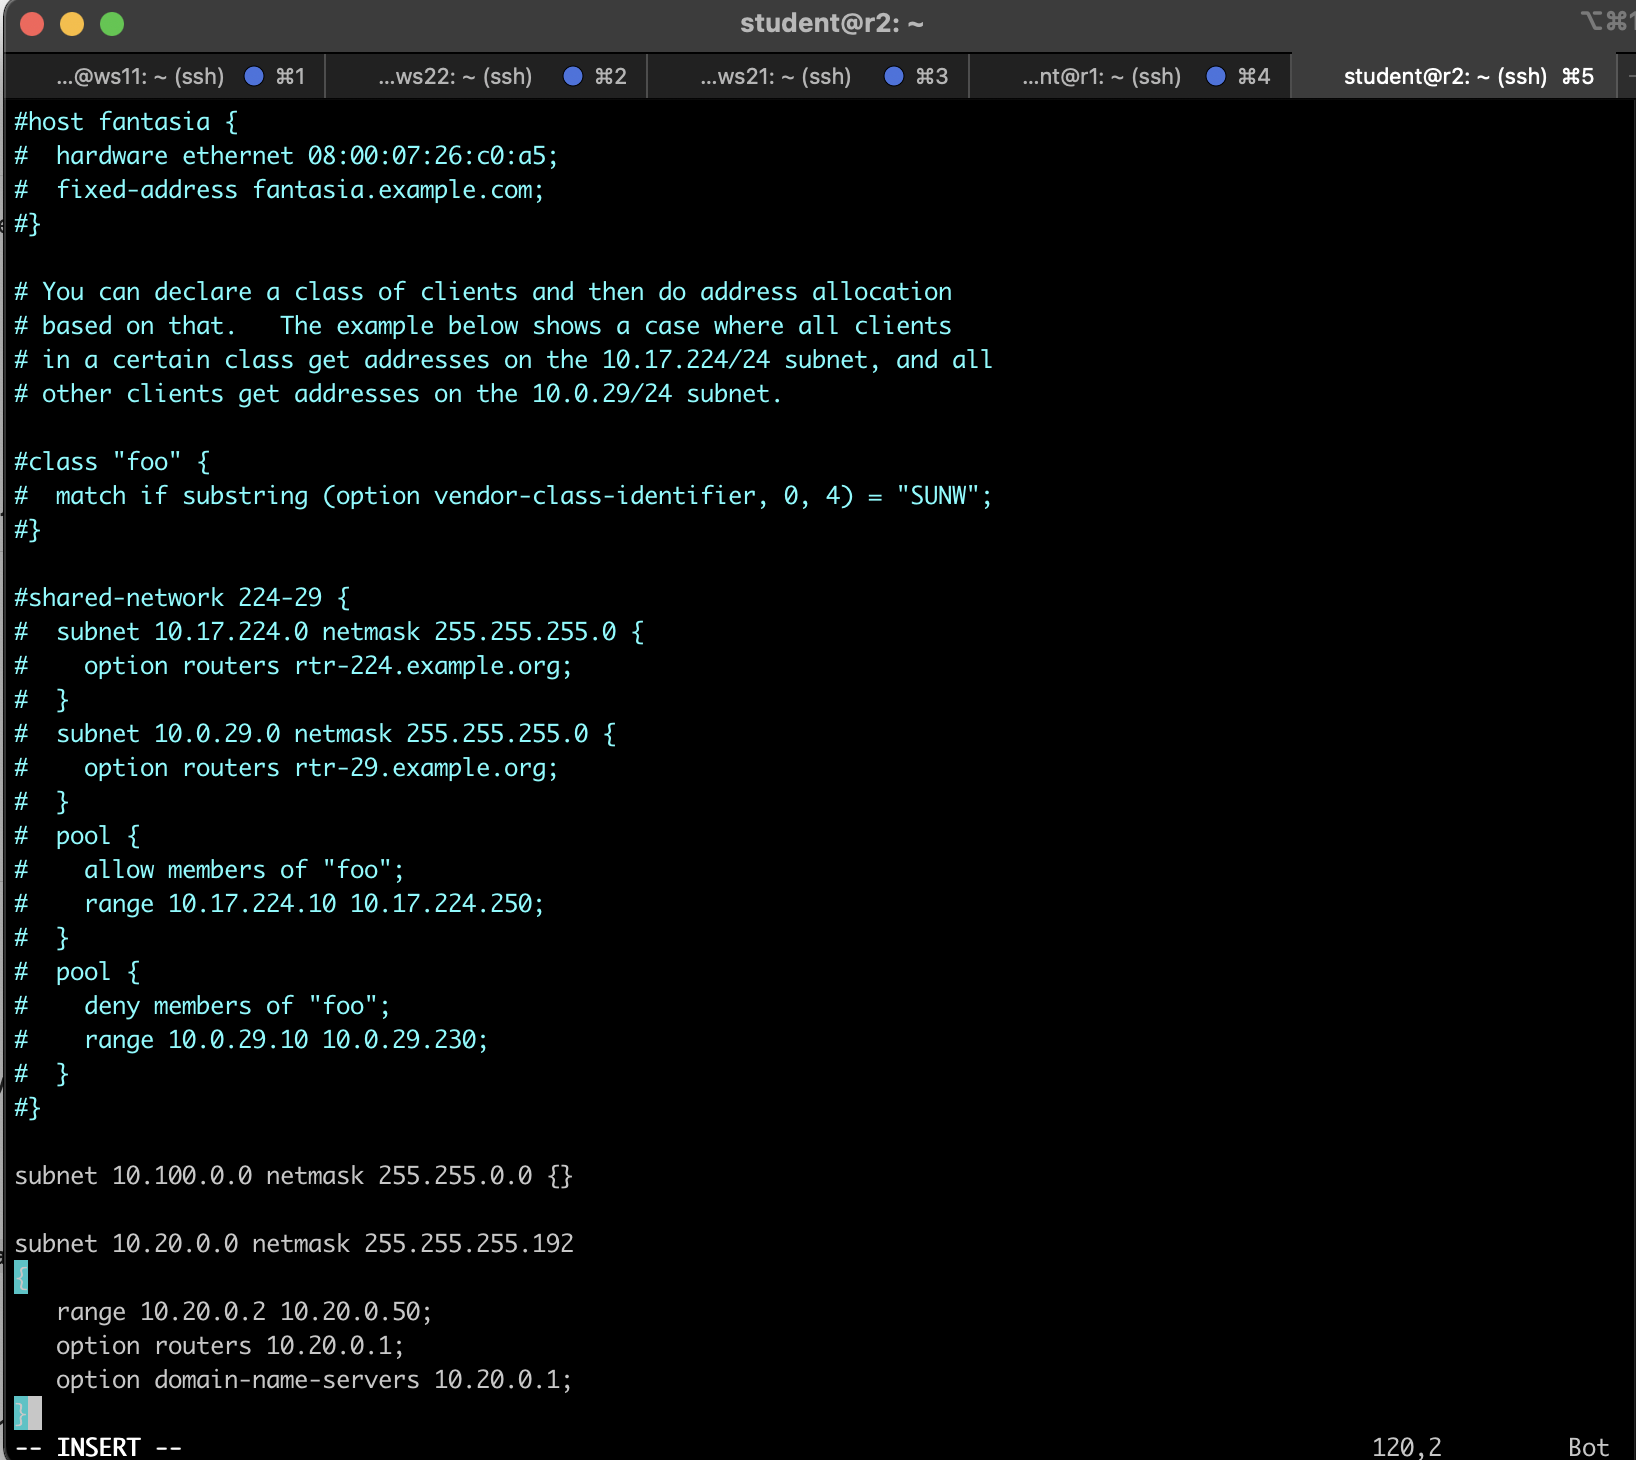 student@r2: ~
⌥⌘1
...@ws11: ~ (ssh) ⌘1 ...ws22: ~ (ssh) ⌘2 ...ws21: ~ (ssh) ⌘3 ...nt@r1: ~ (ssh) ⌘4 student@r2: ~ (ssh) ⌘5
#host fantasia {
#  hardware ethernet 08:00:07:26:c0:a5;
#  fixed-address fantasia.example.com;
#}
# You can declare a class of clients and then do address allocation
# based on that.   The example below shows a case where all clients
# in a certain class get addresses on the 10.17.224/24 subnet, and all
# other clients get addresses on the 10.0.29/24 subnet.
#class "foo" {
#  match if substring (option vendor-class-identifier, 0, 4) = "SUNW";
#}
#shared-network 224-29 {
#  subnet 10.17.224.0 netmask 255.255.255.0 {
#    option routers rtr-224.example.org;
#  }
#  subnet 10.0.29.0 netmask 255.255.255.0 {
#    option routers rtr-29.example.org;
#  }
#  pool {
#    allow members of "foo";
#    range 10.17.224.10 10.17.224.250;
#  }
#  pool {
#    deny members of "foo";
#    range 10.0.29.10 10.0.29.230;
#  }
#}
subnet 10.100.0.0 netmask 255.255.0.0 {}
subnet 10.20.0.0 netmask 255.255.255.192
{
   range 10.20.0.2 10.20.0.50;
   option routers 10.20.0.1;
   option domain-name-servers 10.20.0.1;
}
-- INSERT -- 120,2 Bot